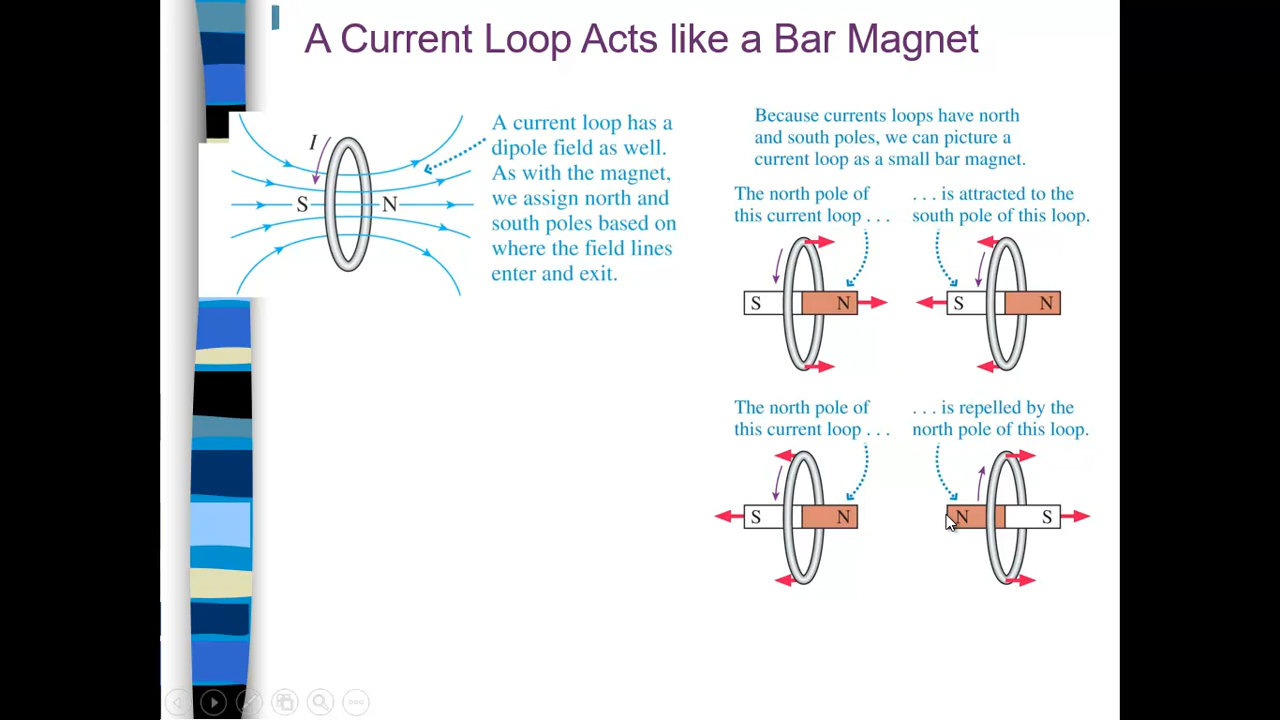 A Current Loop Acts like a Bar Magnet
I
S
N
A current loop has a
dipole field as well.
As with the magnet,
we assign north and
south poles based on
where the field lines
enter and exit.
Because currents loops have north
and south poles, we can picture a
current loop as a small bar magnet.
The north pole of
this current loop . . .
. . . is attracted to the
south pole of this loop.
S
N
S
N
The north pole of
this current loop . . .
. . . is repelled by the
north pole of this loop.
S
N
N
S